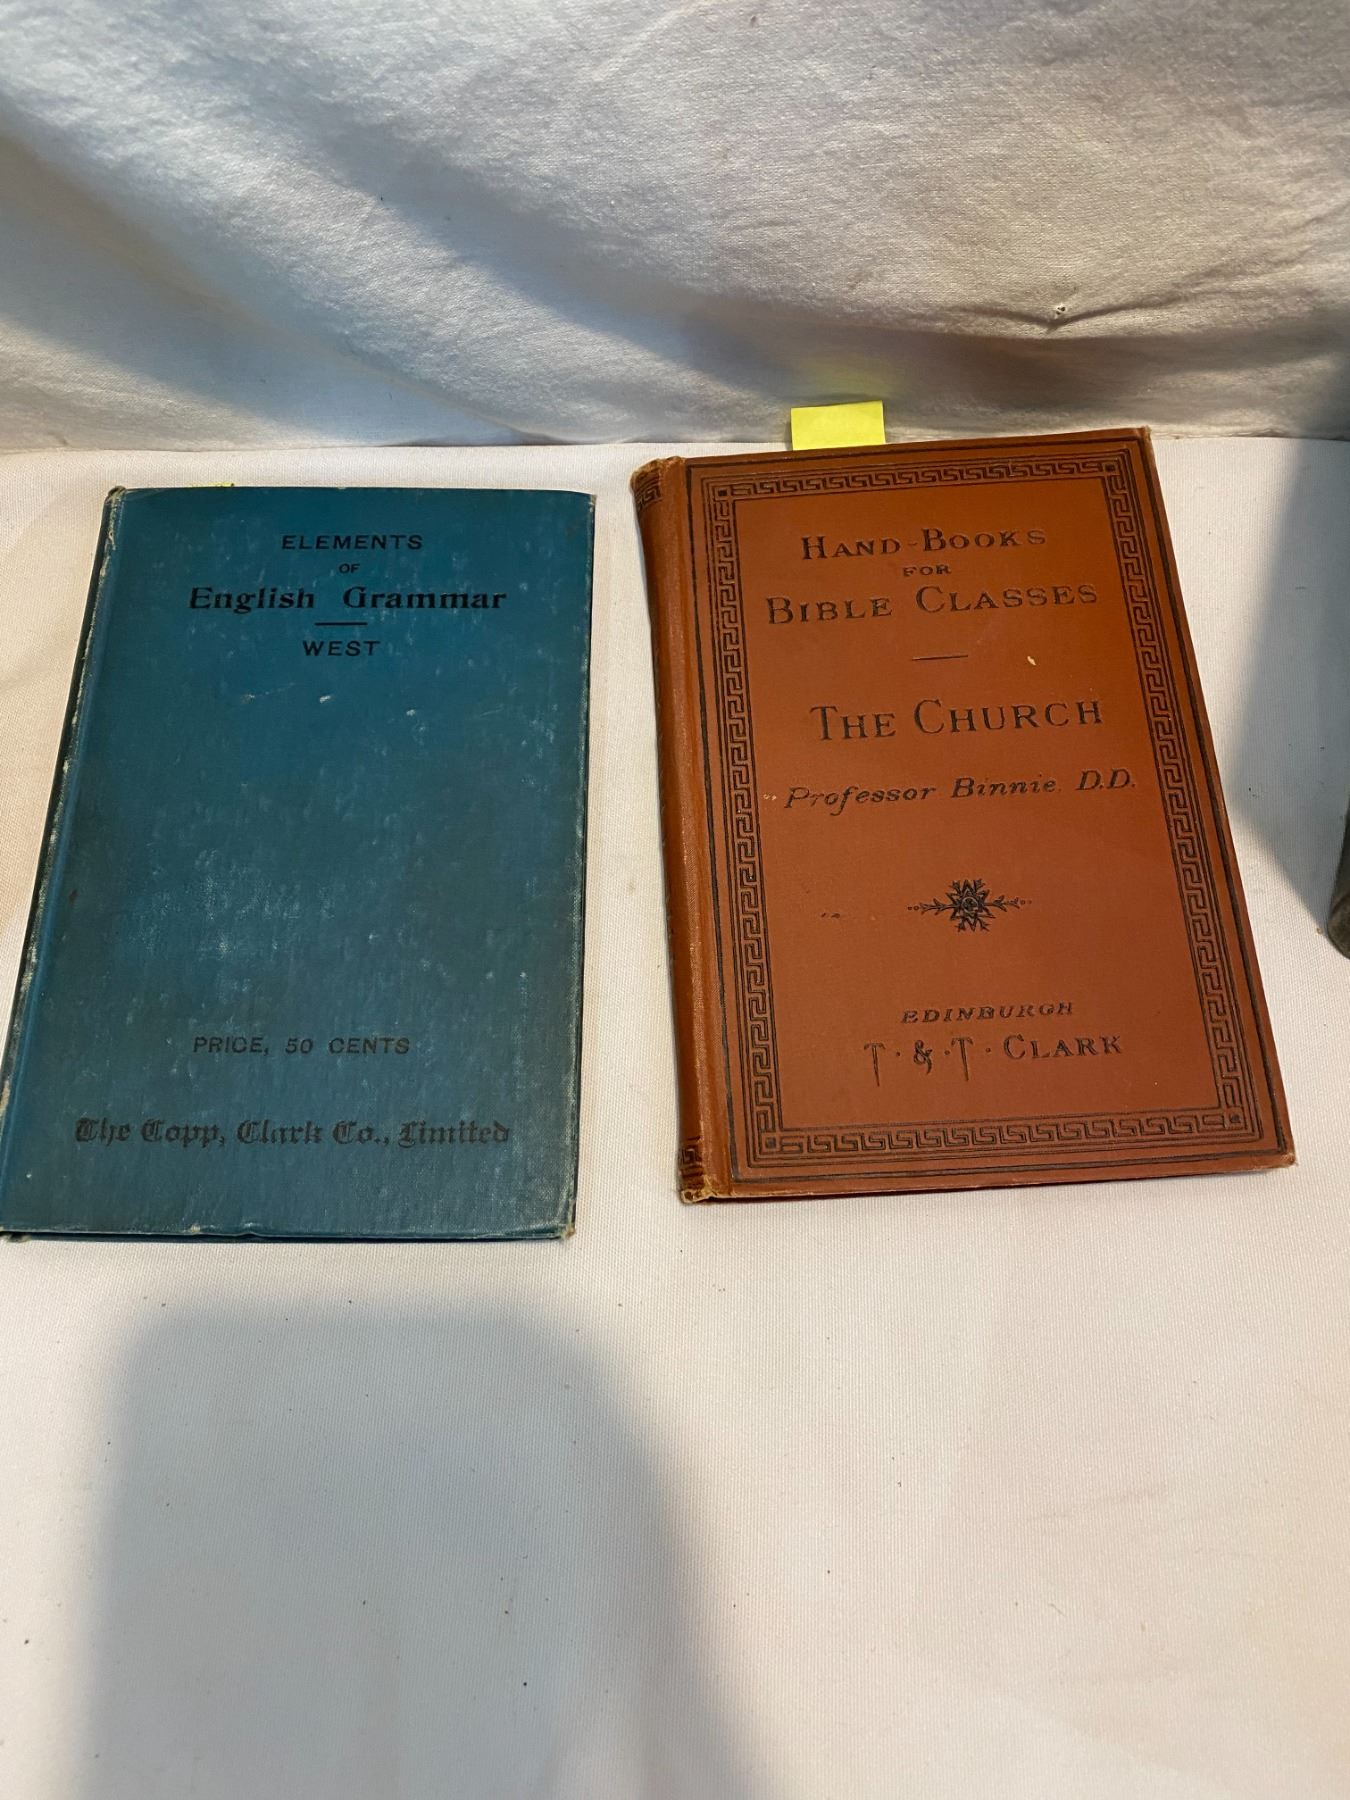 ELEMENTS
OF
English Grammar
WEST
PRICE, 50 CENTS
The Copp, Clark Co., Limited
HAND-BOOKS
FOR
BIBLE CLASSES
THE CHURCH
Professor Binnie, D.D.
EDINBURGH
T. & T. CLARK